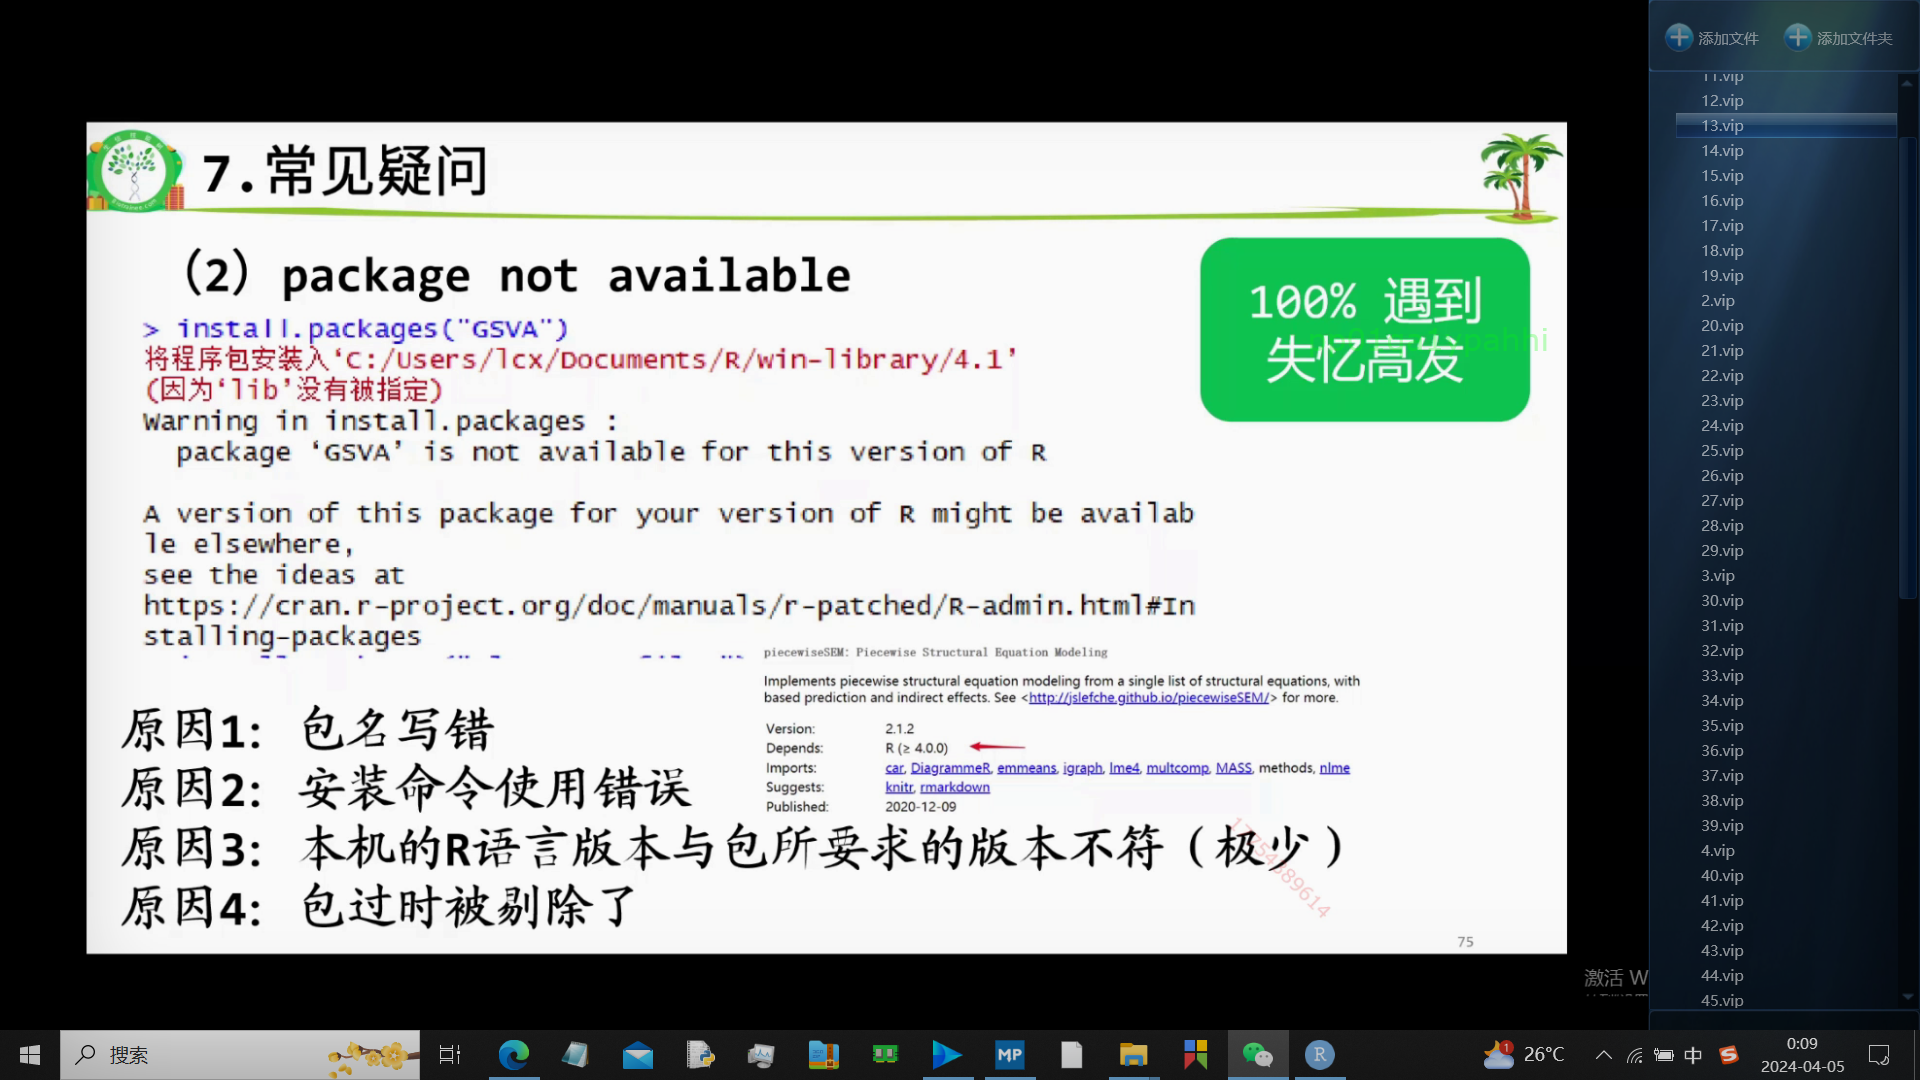 7.常见疑问
（2）package not available
100% 遇到
失忆高发
> install.packages("GSVA")
将程序包安装入‘C:/Users/lcx/Documents/R/win-library/4.1’
(因为‘lib’没有被指定)
Warning in install.packages :
package ‘GSVA’ is not available for this version of R
A version of this package for your version of R might be availab
le elsewhere,
see the ideas at
https://cran.r-project.org/doc/manuals/r-patched/R-admin.html#In
stalling-packages
piecewiseSEM: Piecewise Structural Equation Modeling
Implements piecewise structural equation modeling from a single list of structural equations, with
based prediction and indirect effects. See <http://jslefche.github.io/piecewiseSEM/> for more.
Version: 2.1.2
Depends: R (≥ 4.0.0)
Imports: car, DiagrammeR, emmeans, igraph, lme4, multcomp, MASS, methods, nlme
Suggests: knitr, rmarkdown
Published: 2020-12-09
原因1: 包名写错
原因2: 安装命令使用错误
原因3: 本机的R语言版本与包所要求的版本不符（极少）
原因4: 包过时被剔除了
75
激活 W
添加文件 添加文件夹
11.vip
12.vip
13.vip
14.vip
15.vip
16.vip
17.vip
18.vip
19.vip
2.vip
20.vip
21.vip
22.vip
23.vip
24.vip
25.vip
26.vip
27.vip
28.vip
29.vip
3.vip
30.vip
31.vip
32.vip
33.vip
34.vip
35.vip
36.vip
37.vip
38.vip
39.vip
4.vip
40.vip
41.vip
42.vip
43.vip
44.vip
45.vip
搜索
MP
R
1
26°C
中
S
0:09
2024-04-05